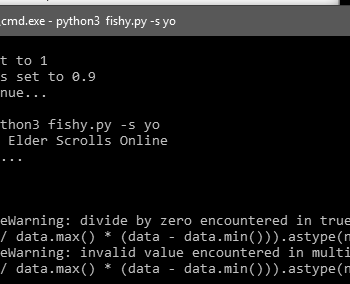 _cmd.exe - python3 fishy.py -s yo
t to 1
s set to 0.9
nue...
thon3 fishy.py -s yo
Elder Scrolls Online
...
eWarning: divide by zero encountered in true
/ data.max() * (data - data.min())).astype(n
eWarning: invalid value encountered in multi
/ data.max() * (data - data.min())).astype(n